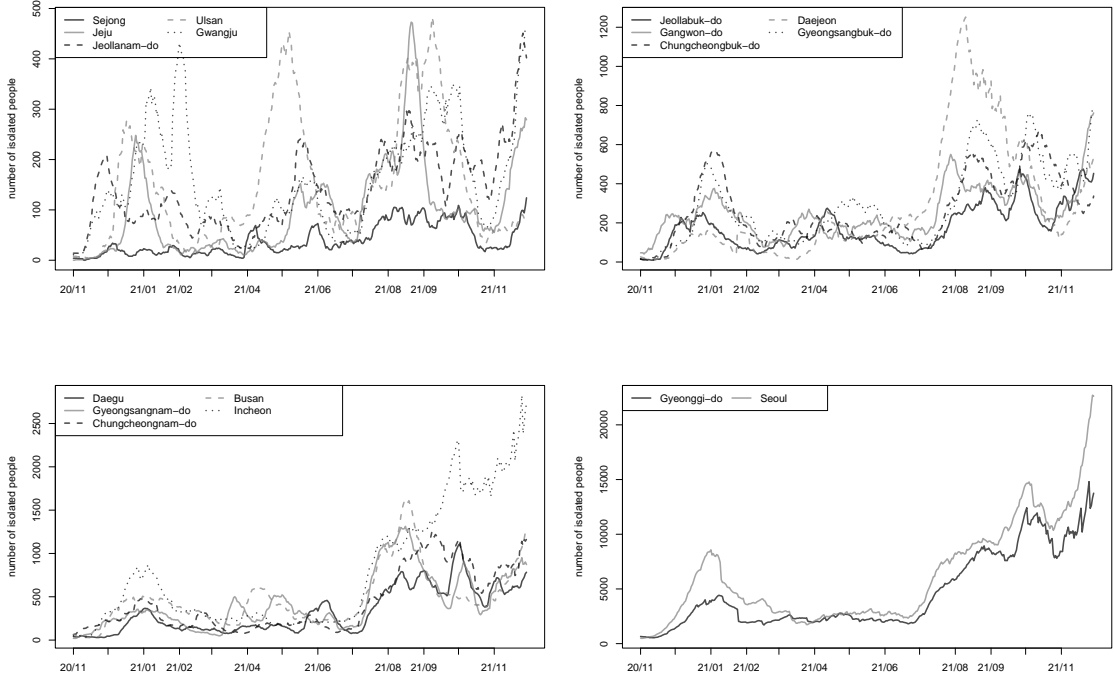 Sejong
Jeju
Jeollanam−do
Ulsan
Gwangju
number of isolated people
500
400
300
200
100
0
20/11 21/01 21/02 21/04 21/06 21/08 21/09 21/11
Jeollabuk−do
Gangwon−do
Chungcheongbuk−do
Daejeon
Gyeongsangbuk−do
number of isolated people
1200
1000
800
600
400
200
0
20/11 21/01 21/02 21/04 21/06 21/08 21/09 21/11
Daegu
Gyeongsangnam−do
Chungcheongnam−do
Busan
Incheon
number of isolated people
2500
2000
1500
1000
500
0
20/11 21/01 21/02 21/04 21/06 21/08 21/09 21/11
Gyeonggi−do
Seoul
number of isolated people
20000
15000
10000
5000
0
20/11 21/01 21/02 21/04 21/06 21/08 21/09 21/11